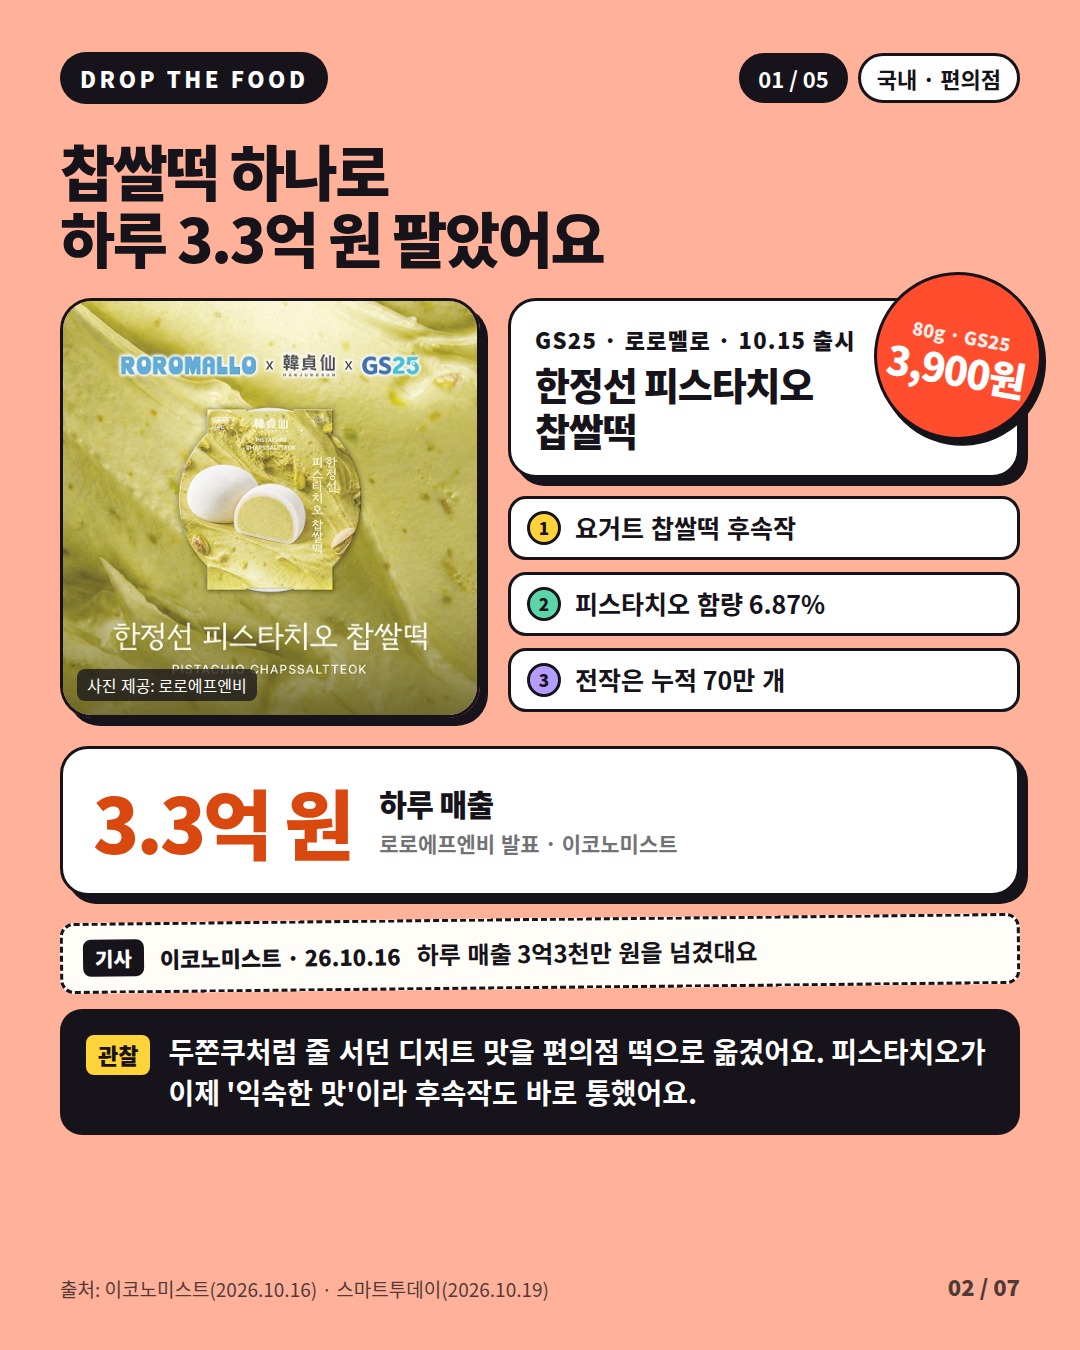 DROP THE FOOD
01 / 05
국내 · 편의점
찹쌀떡 하나로
하루 3.3억 원 팔았어요
ROROMALLO x 韓貞仙 x GS25
HANJUNGSUN
韓貞仙
PISTACHIO
CHAPSSALTTEOK
한정선
피스타치오 찹쌀떡
한정선 피스타치오 찹쌀떡
PISTACHIO CHAPSSALTTEOK
사진 제공: 로로에프엔비
GS25 · 로로멜로 · 10.15 출시
한정선 피스타치오
찹쌀떡
80g · GS25
3,900원
1 요거트 찹쌀떡 후속작
2 피스타치오 함량 6.87%
3 전작은 누적 70만 개
3.3억 원
하루 매출
로로에프엔비 발표 · 이코노미스트
기사 이코노미스트 · 26.10.16 하루 매출 3억3천만 원을 넘겼대요
관찰 두쫀쿠처럼 줄 서던 디저트 맛을 편의점 떡으로 옮겼어요. 피스타치오가
이제 '익숙한 맛'이라 후속작도 바로 통했어요.
출처: 이코노미스트(2026.10.16) · 스마트투데이(2026.10.19)
02 / 07